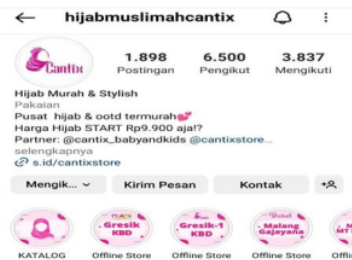 hijabmuslimahcantix
Cantix
1.898 6.500 3.837
Postingan Pengikut Mengikuti
Hijab Murah & Stylish
Pakaian
Pusat hijab & ootd termurah💕
Harga Hijab START Rp9.900 aja!?
Partner: @cantix_babyandkids @cantixstore...
selengkapnya
s.id/cantixstore
Mengik... Kirim Pesan Kontak
Gresik KBD
Gresik-1 KBD
Malang Gajayana
KATALOG Offline Store Offline Store Offline Store Offli